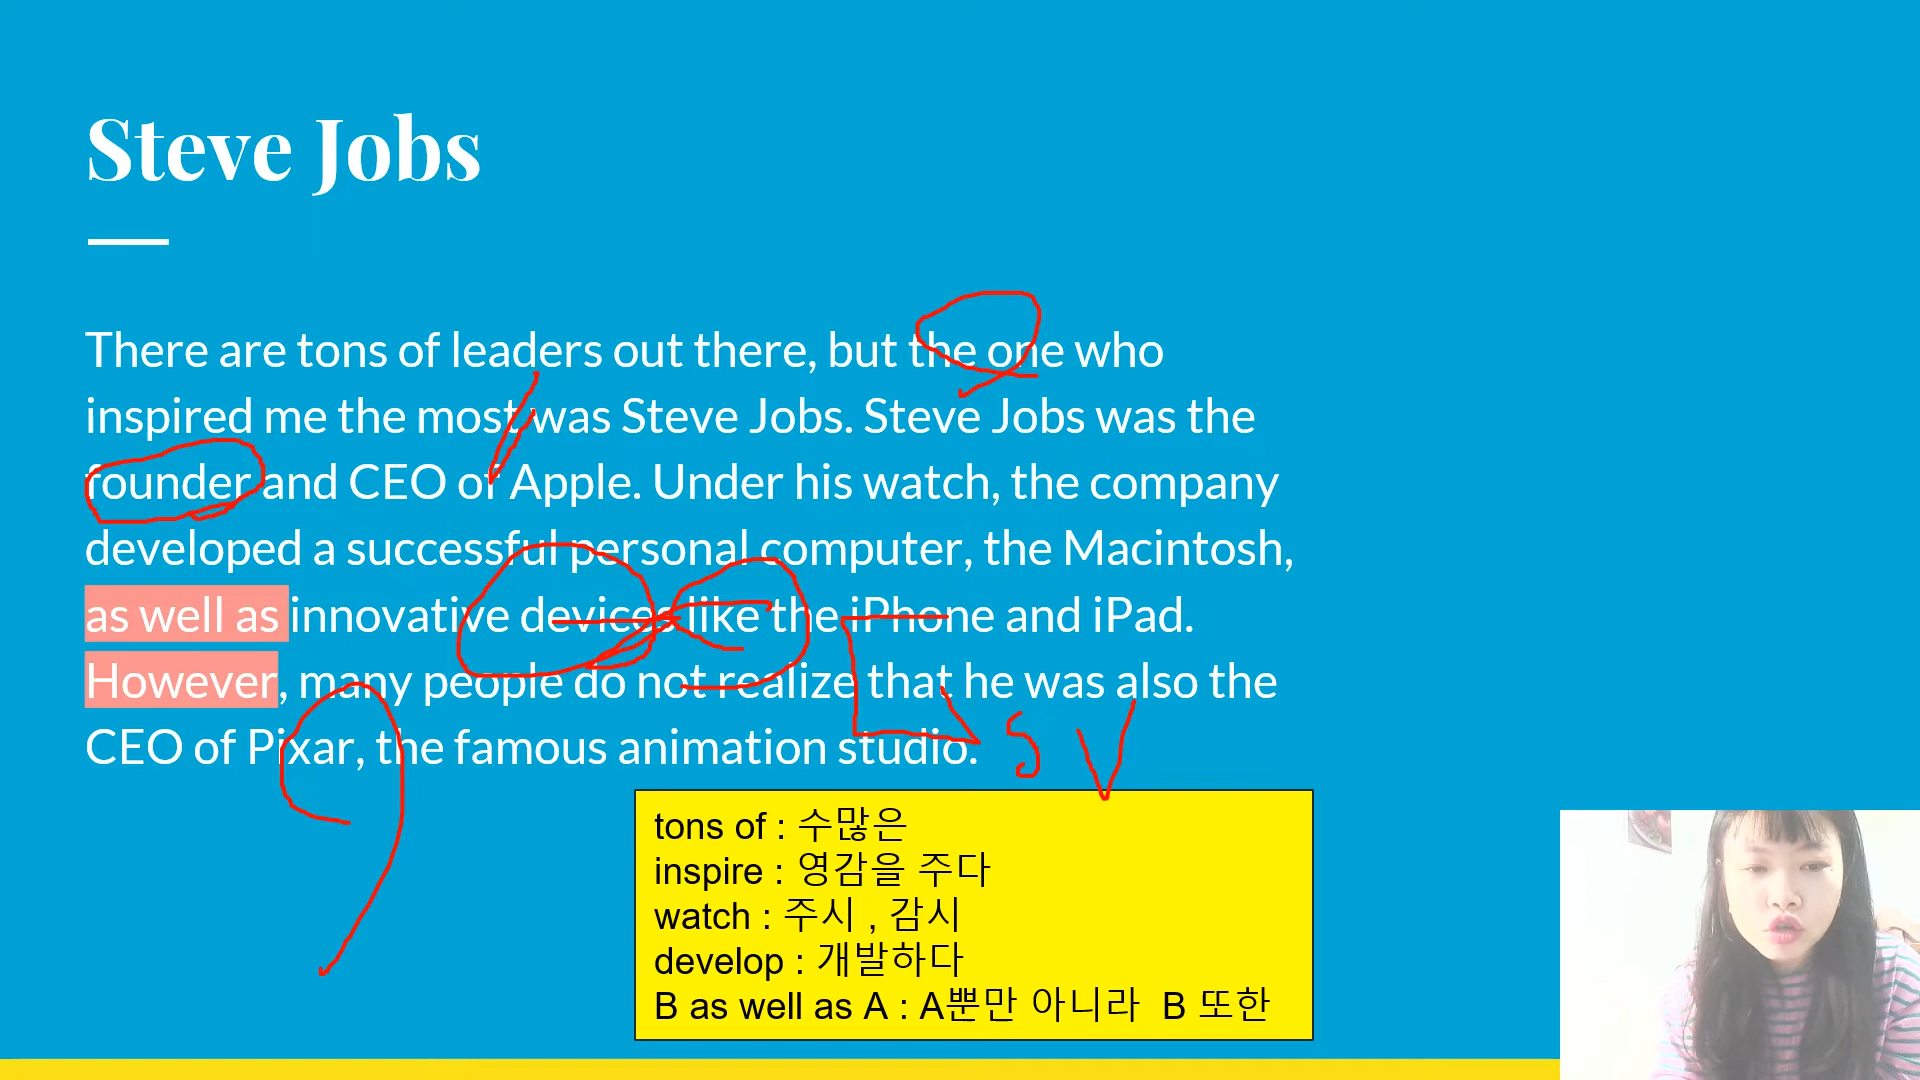 Steve Jobs
There are tons of leaders out there, but the one who
inspired me the most was Steve Jobs. Steve Jobs was the
founder and CEO of Apple. Under his watch, the company
developed a successful personal computer, the Macintosh,
as well as innovative devices like the iPhone and iPad.
However, many people do not realize that he was also the
CEO of Pixar, the famous animation studio.
S V
tons of : 수많은
inspire : 영감을 주다
watch : 주시 , 감시
develop : 개발하다
B as well as A : A뿐만 아니라 B 또한